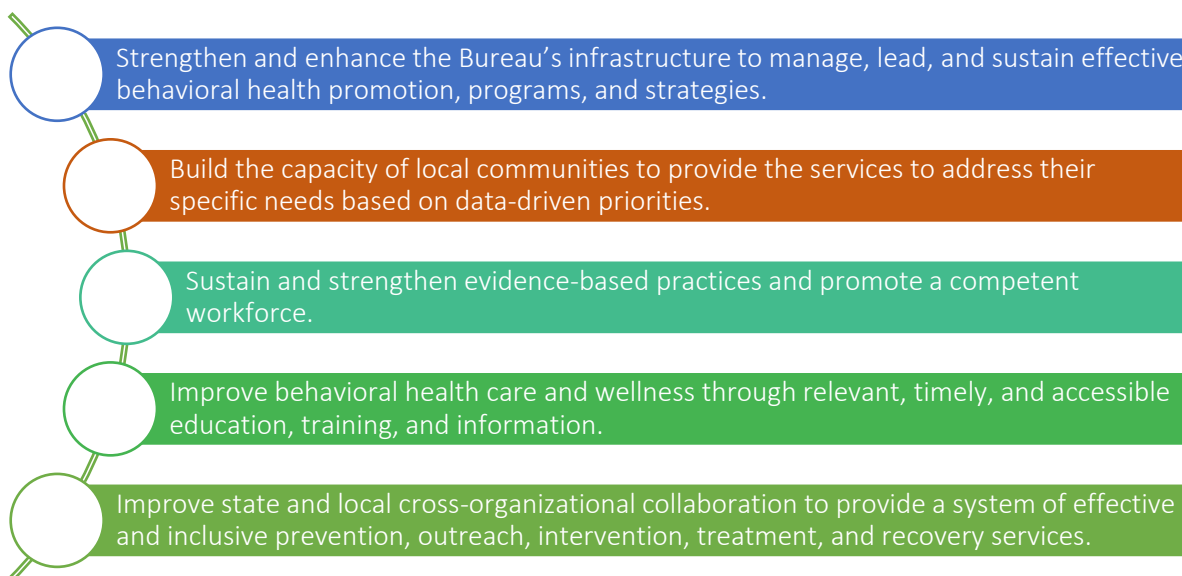 Strengthen and enhance the Bureau’s infrastructure to manage, lead, and sustain effective
behavioral health promotion, programs, and strategies.
Build the capacity of local communities to provide the services to address their
specific needs based on data-driven priorities.
Sustain and strengthen evidence-based practices and promote a competent
workforce.
Improve behavioral health care and wellness through relevant, timely, and accessible
education, training, and information.
Improve state and local cross-organizational collaboration to provide a system of effective
and inclusive prevention, outreach, intervention, treatment, and recovery services.